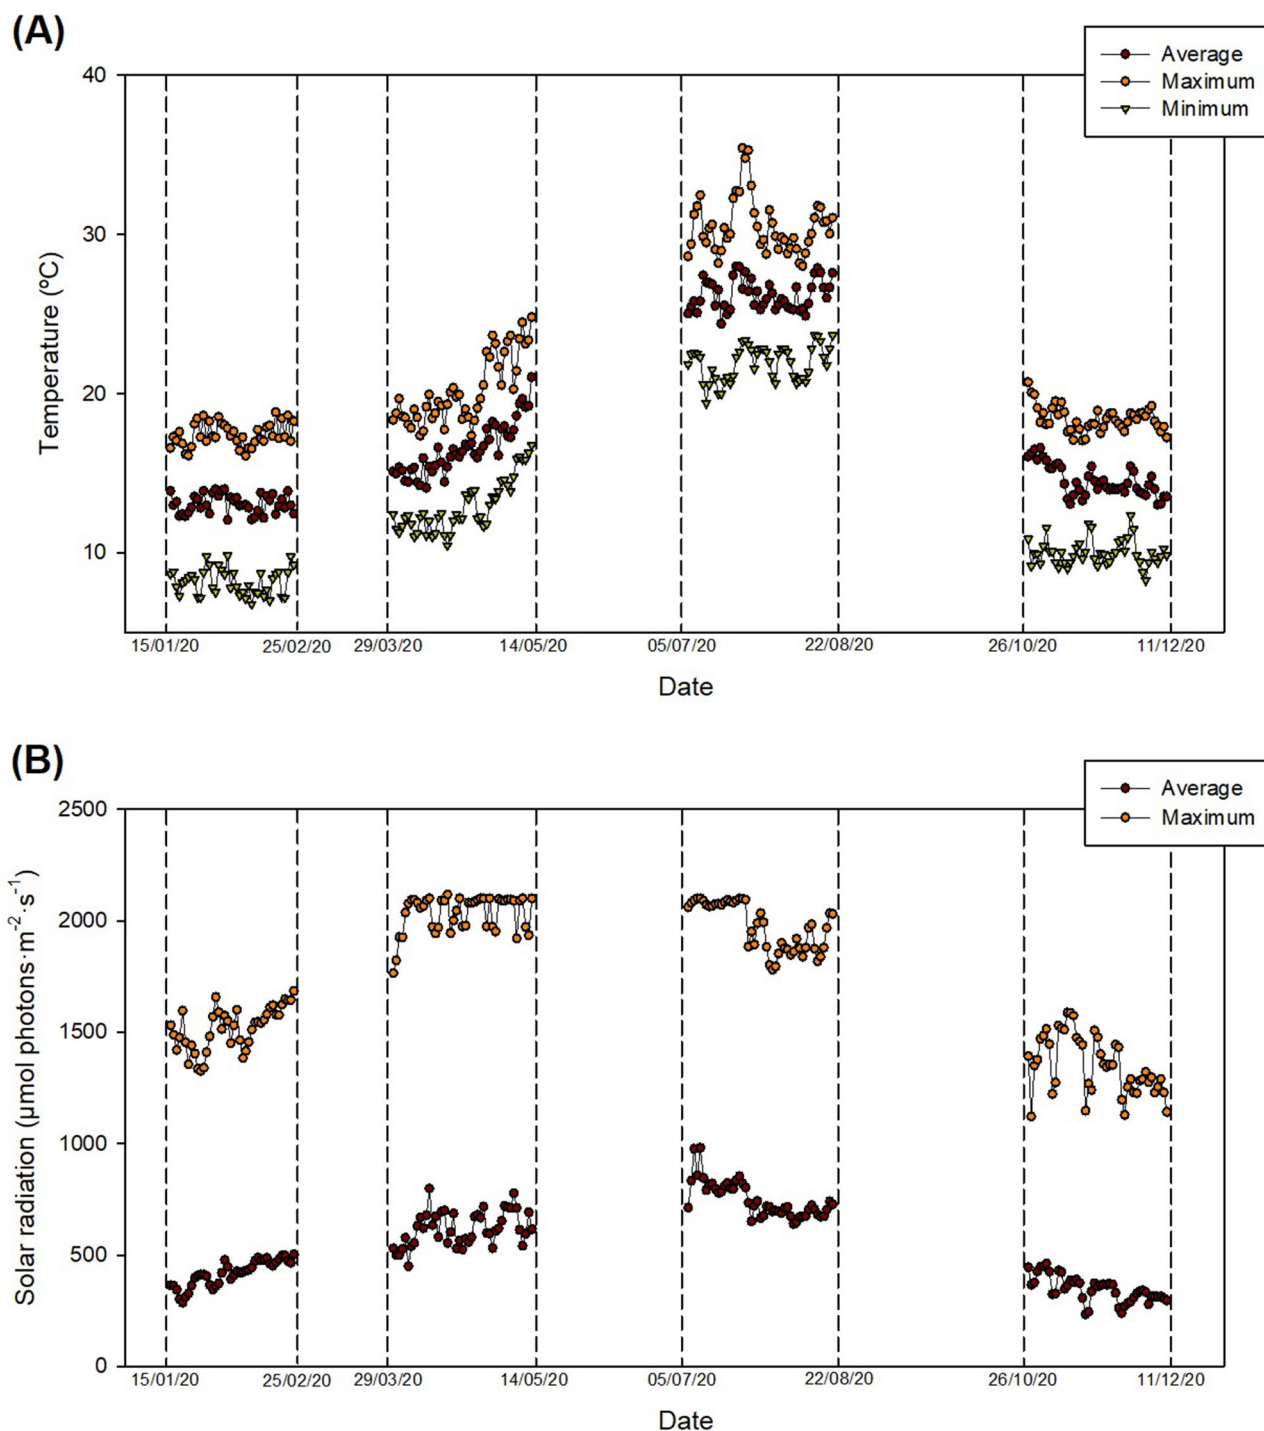 (A)
Average
Maximum
Minimum
40
30
20
10
Temperature (ºC)
15/01/20 25/02/20 29/03/20 14/05/20 05/07/20 22/08/20 26/10/20 11/12/20
Date
(B)
Average
Maximum
2500
2000
1500
1000
500
0
Solar radiation (µmol photons·m⁻²·s⁻¹)
15/01/20 25/02/20 29/03/20 14/05/20 05/07/20 22/08/20 26/10/20 11/12/20
Date